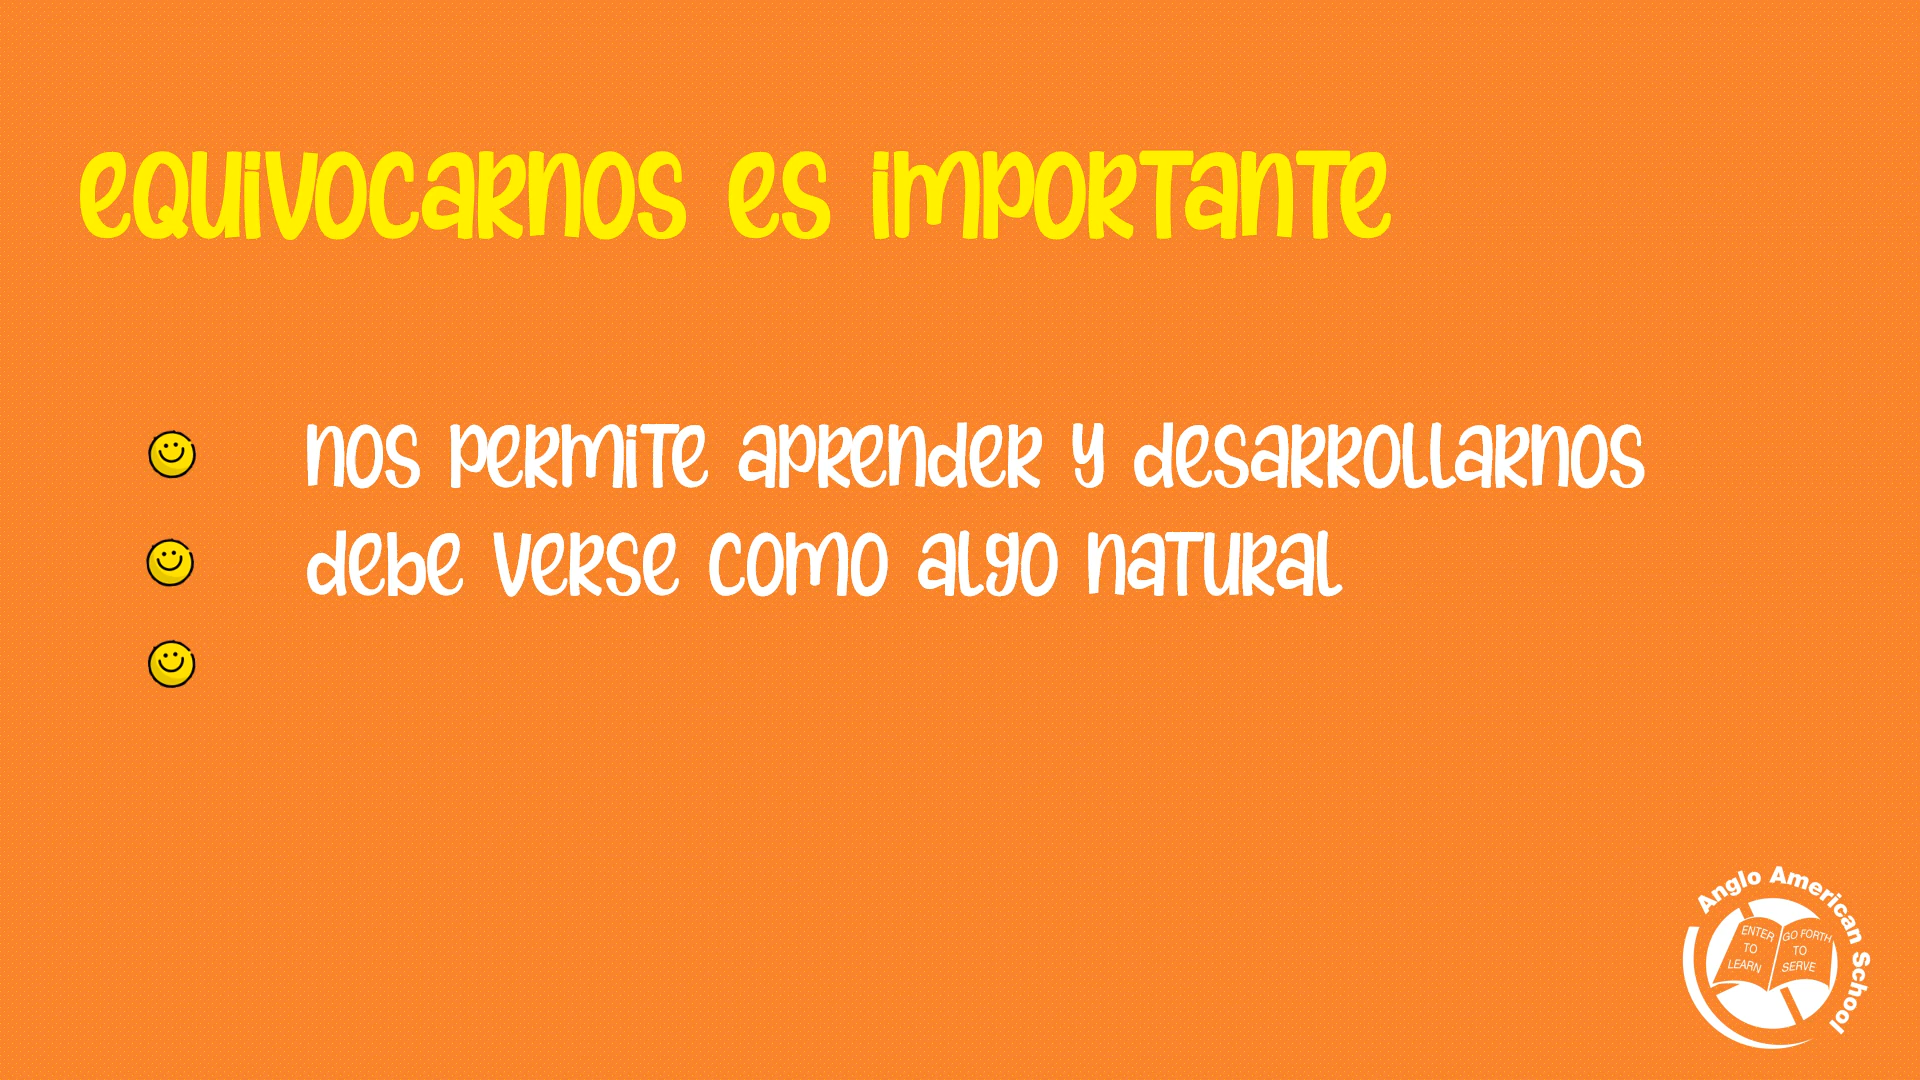 equivocarnos es importante
nos permite aprender y desarrollarnos
debe verse como algo natural
Anglo American School
ENTER TO LEARN
GO FORTH TO SERVE